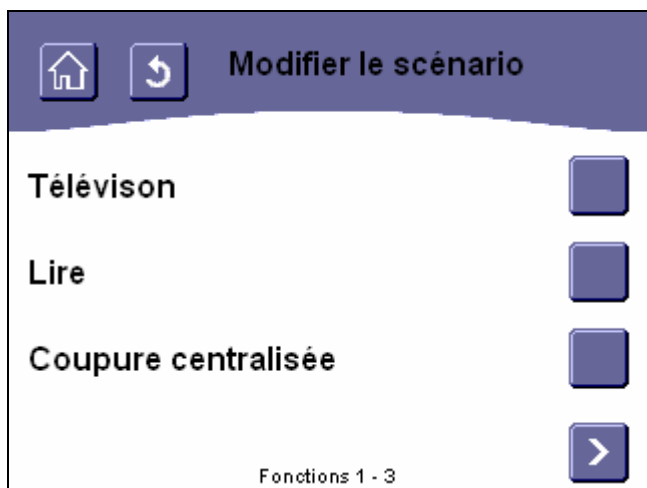 Modifier le scénario
Télévison
Lire
Coupure centralisée
Fonctions 1 - 3